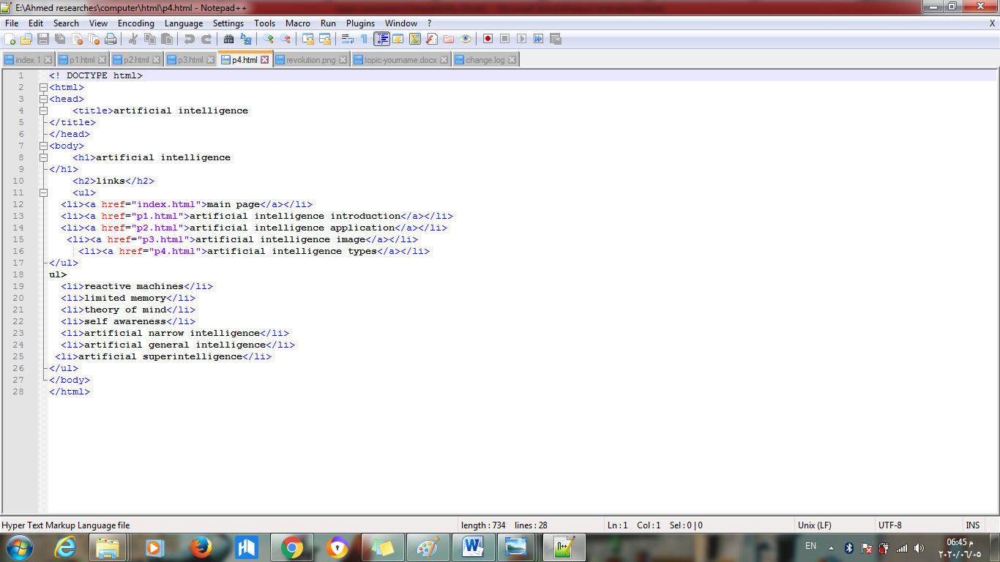 E:\Ahmed researches\computer\html\p4.html - Notepad++
File Edit Search View Encoding Language Settings Tools Macro Run Plugins Window ? X
index 1 p1.html p2.html p3.html p4.html revolution.png topic-yourname.docx change.log
1 <! DOCTYPE html>
2 <html>
3 <head>
4 <title>artificial intelligence
5 </title>
6 </head>
7 <body>
8 <h1>artificial intelligence
9 </h1>
10 <h2>links</h2>
11 <ul>
12 <li><a href="index.html">main page</a></li>
13 <li><a href="p1.html">artificial intelligence introduction</a></li>
14 <li><a href="p2.html">artificial intelligence application</a></li>
15 <li><a href="p3.html">artificial intelligence image</a></li>
16 <li><a href="p4.html">artificial intelligence types</a></li>
17 </ul>
18 ul>
19 <li>reactive machines</li>
20 <li>limited memory</li>
21 <li>theory of mind</li>
22 <li>self awareness</li>
23 <li>artificial narrow intelligence</li>
24 <li>artificial general intelligence</li>
25 <li>artificial superintelligence</li>
26 </ul>
27 </body>
28 </html>
Hyper Text Markup Language file length : 734 lines : 28 Ln : 1 Col : 1 Sel : 0 | 0 Unix (LF) UTF-8 INS
EN 06:45 م
٢٠٢٠/٠٦/٠٥